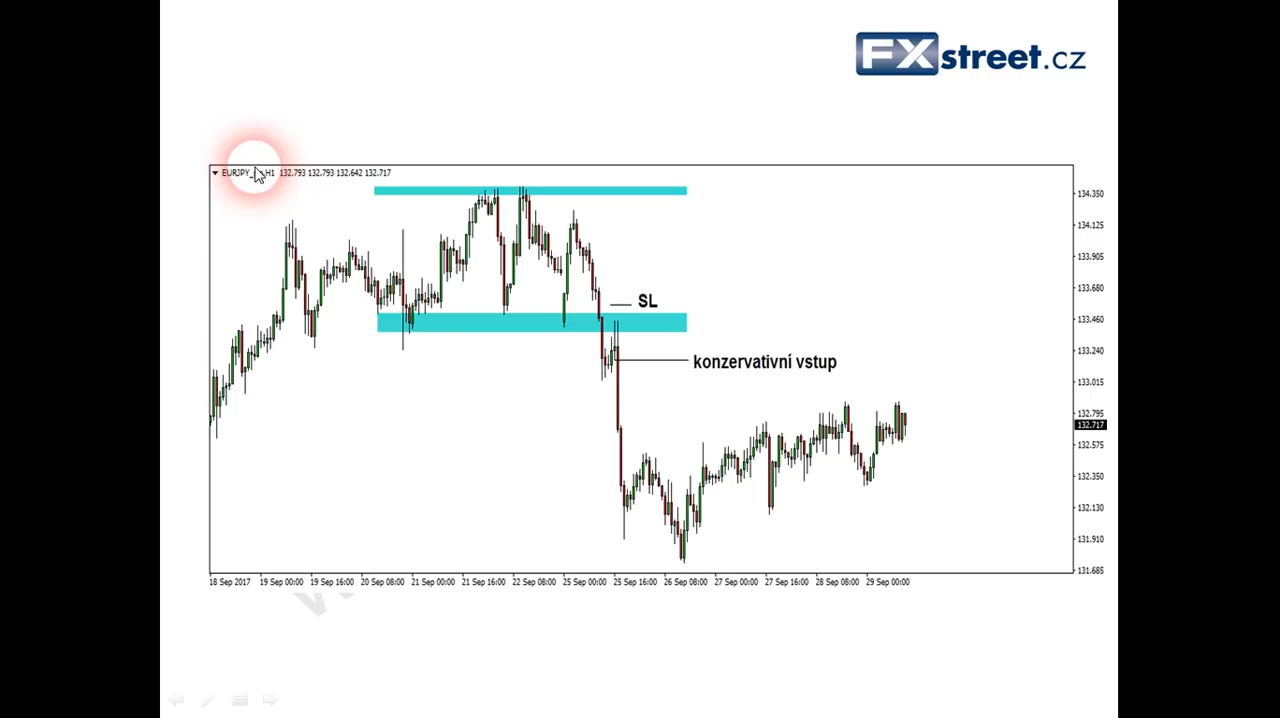 FXstreet.cz
EURJPY_ H1 132.793 132.793 132.642 132.717
134.350
134.125
133.905
SL
133.680
133.460
133.240
konzervativní vstup
133.015
132.795
132.717
132.575
132.350
132.130
131.910
131.685
18 Sep 2017 19 Sep 00:00 19 Sep 16:00 20 Sep 08:00 21 Sep 00:00 21 Sep 16:00 22 Sep 08:00 25 Sep 00:00 25 Sep 16:00 26 Sep 08:00 27 Sep 00:00 27 Sep 16:00 28 Sep 08:00 29 Sep 00:00